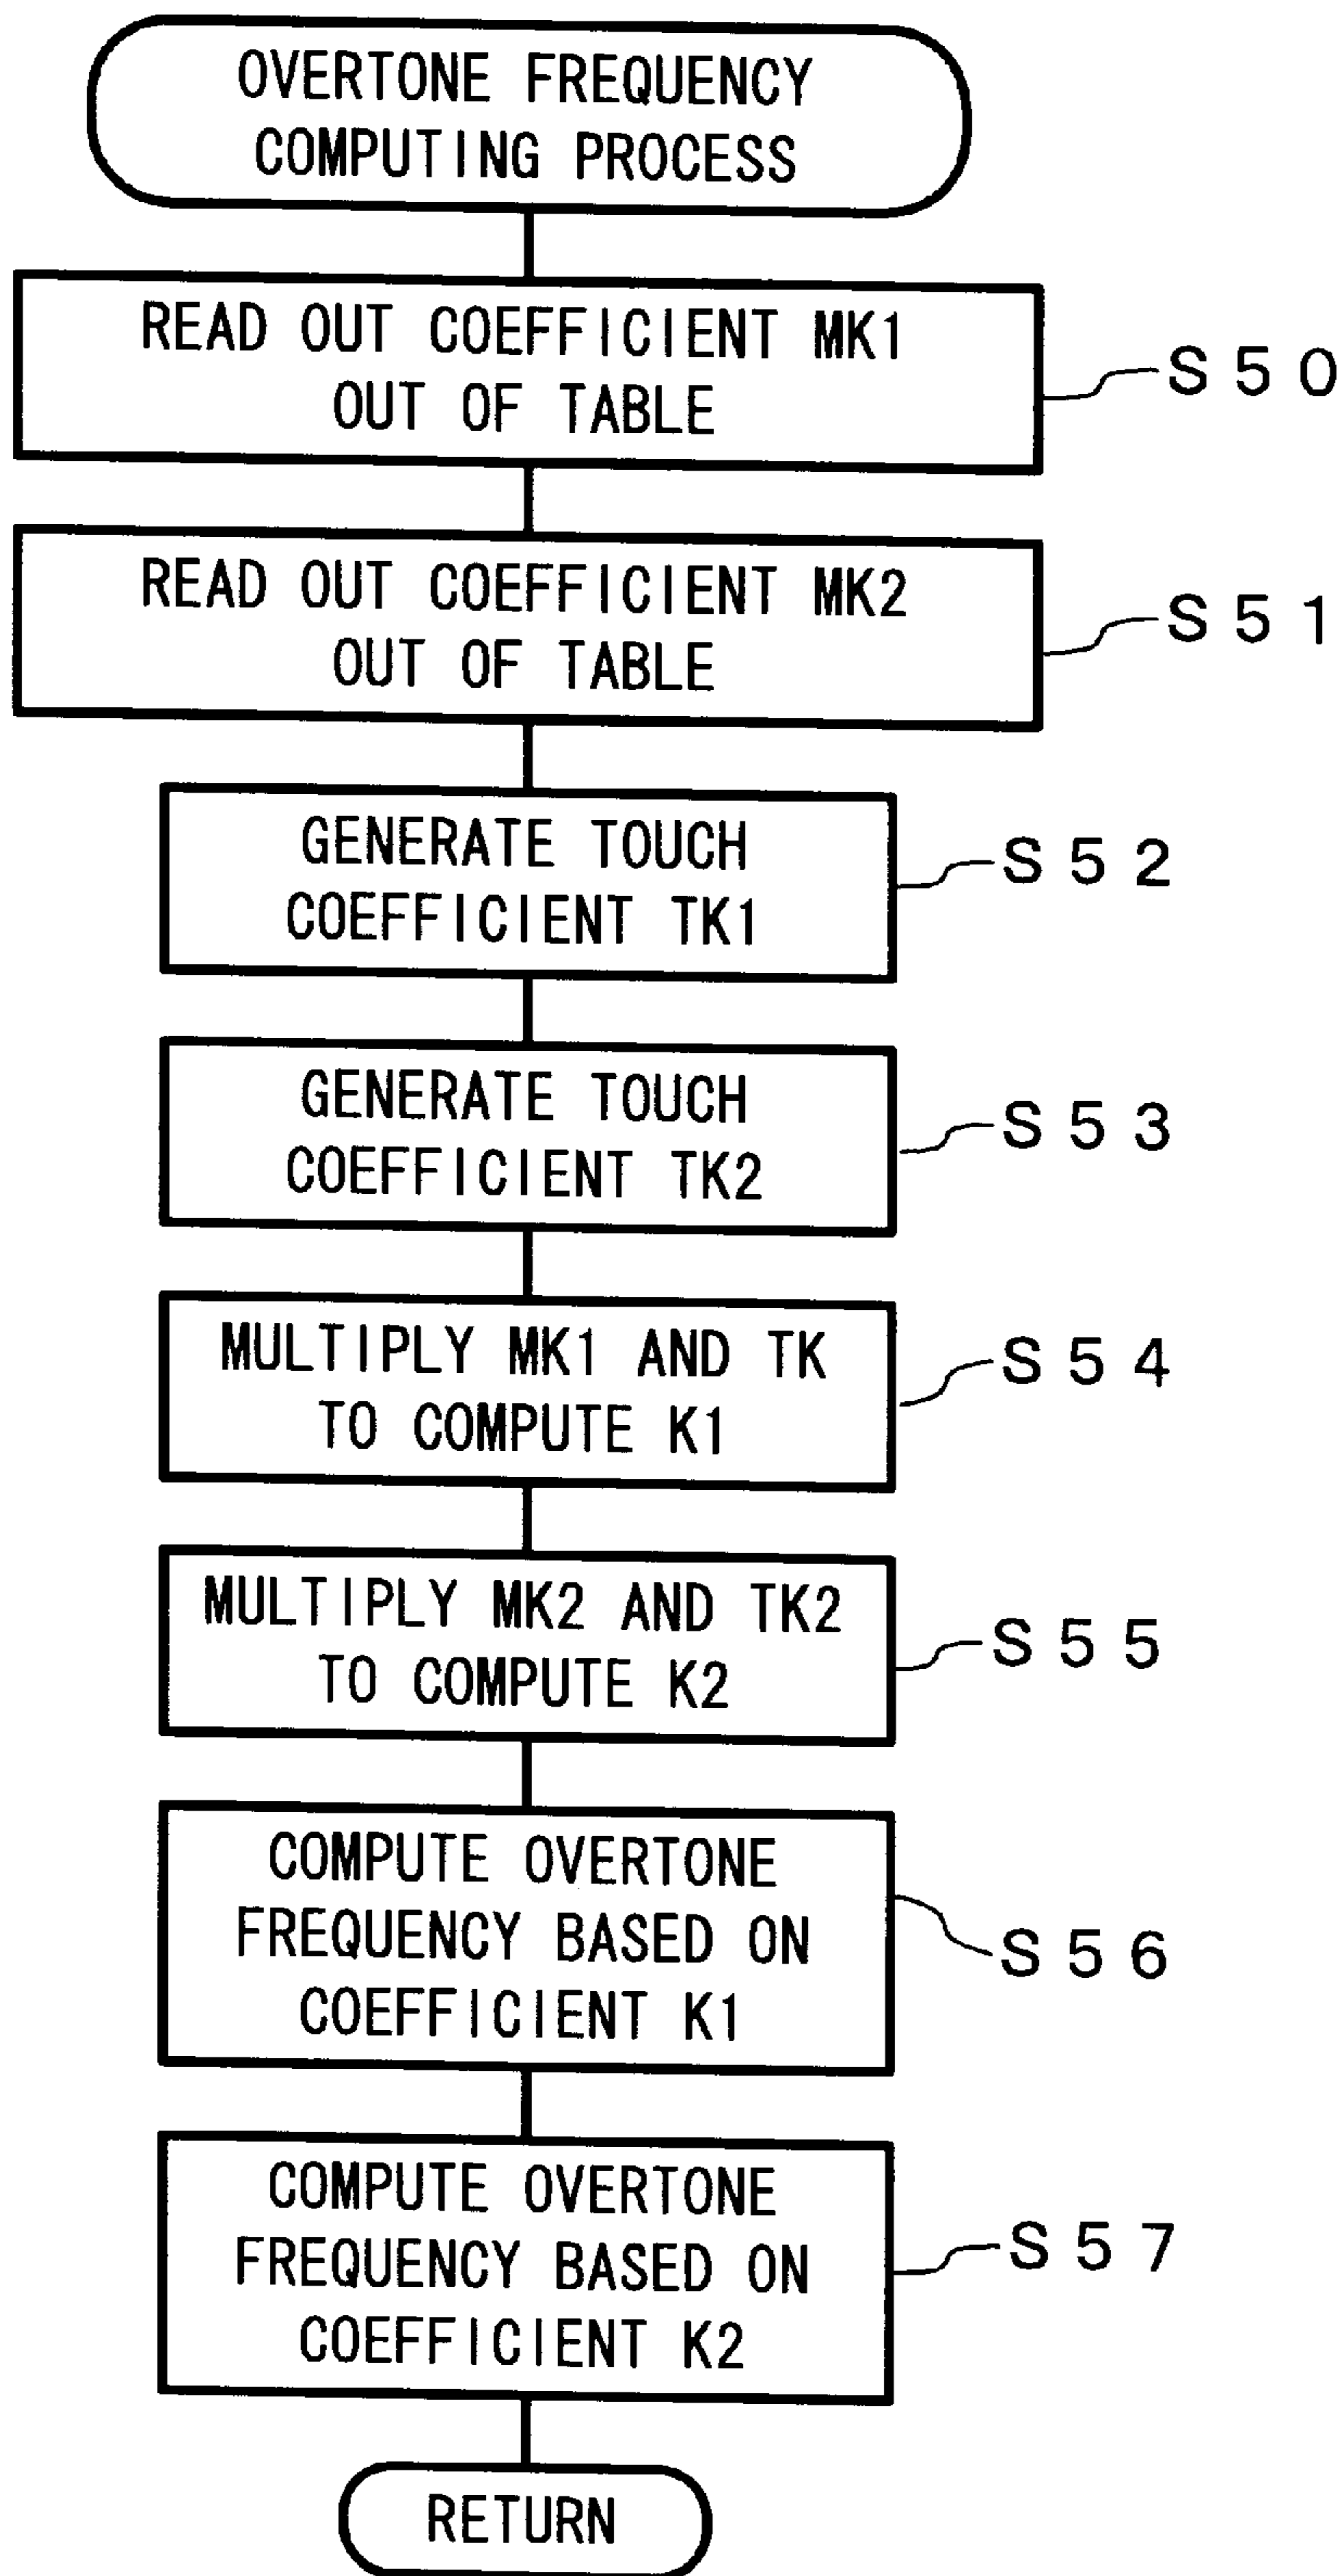 OVERTONE FREQUENCY
COMPUTING PROCESS
READ OUT COEFFICIENT MK1
OUT OF TABLE
S50
READ OUT COEFFICIENT MK2
OUT OF TABLE
S51
GENERATE TOUCH
COEFFICIENT TK1
S52
GENERATE TOUCH
COEFFICIENT TK2
S53
MULTIPLY MK1 AND TK
TO COMPUTE K1
S54
MULTIPLY MK2 AND TK2
TO COMPUTE K2
S55
COMPUTE OVERTONE
FREQUENCY BASED ON
COEFFICIENT K1
S56
COMPUTE OVERTONE
FREQUENCY BASED ON
COEFFICIENT K2
S57
RETURN